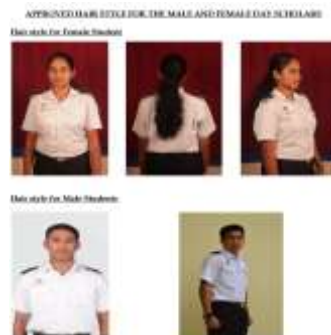 APPROVED HAIR STYLE FOR THE MALE AND FEMALE DAY SCHOLARS
Hair style for Female Student
Hair style for Male Students